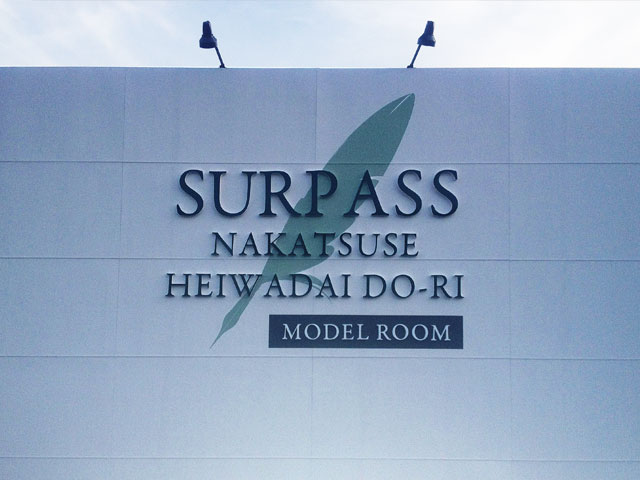 SURPASS
NAKATSUSE
HEIWADAI DO-RI
MODEL ROOM